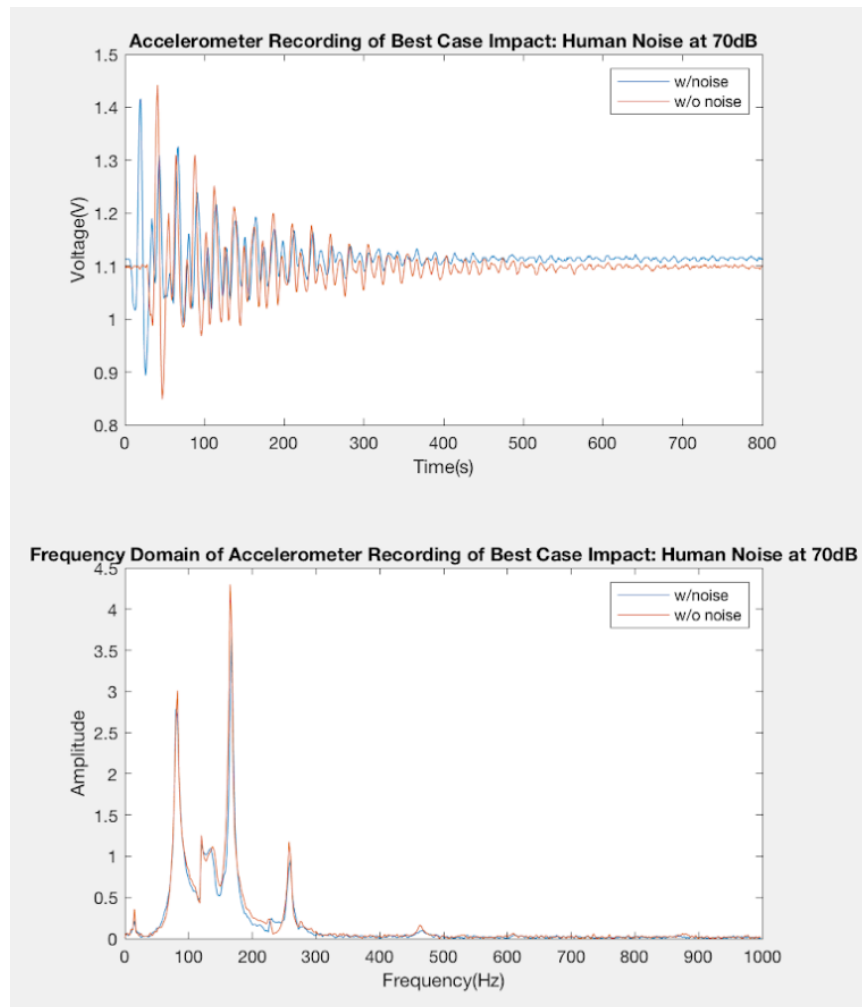 Accelerometer Recording of Best Case Impact: Human Noise at 70dB
w/noise
w/o noise
1.5
1.4
1.3
1.2
1.1
1
0.9
0.8
Voltage(V)
0 100 200 300 400 500 600 700 800
Time(s)
Frequency Domain of Accelerometer Recording of Best Case Impact: Human Noise at 70dB
w/noise
w/o noise
4.5
4
3.5
3
2.5
2
1.5
1
0.5
0
Amplitude
0 100 200 300 400 500 600 700 800 900 1000
Frequency(Hz)